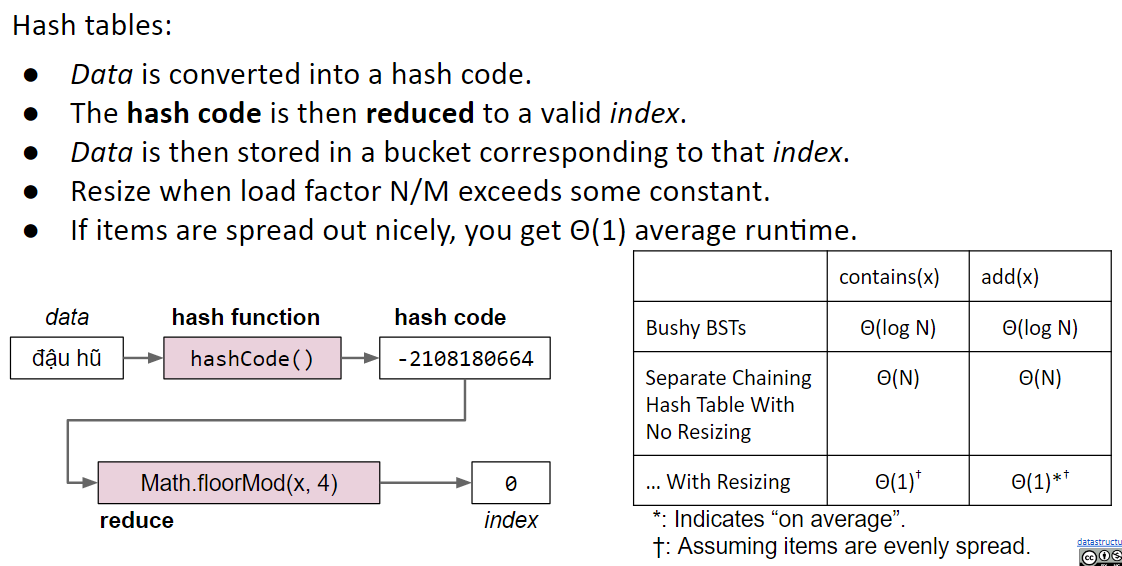 Hash tables:
● Data is converted into a hash code.
● The hash code is then reduced to a valid index.
● Data is then stored in a bucket corresponding to that index.
● Resize when load factor N/M exceeds some constant.
● If items are spread out nicely, you get Θ(1) average runtime.
data
hash function
hash code
đậu hũ
hashCode()
-2108180664
Math.floorMod(x, 4)
0
reduce
index
contains(x) add(x)
Bushy BSTs Θ(log N) Θ(log N)
Separate Chaining Θ(N) Θ(N)
Hash Table With
No Resizing
... With Resizing Θ(1)† Θ(1)*†
*: Indicates “on average”.
†: Assuming items are evenly spread.
datastructu
cc